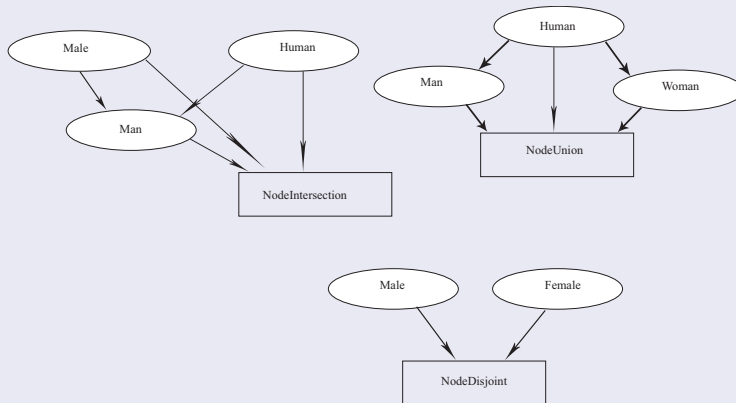 Male
Human
Man
NodeIntersection
Human
Man
Woman
NodeUnion
Male
Female
NodeDisjoint